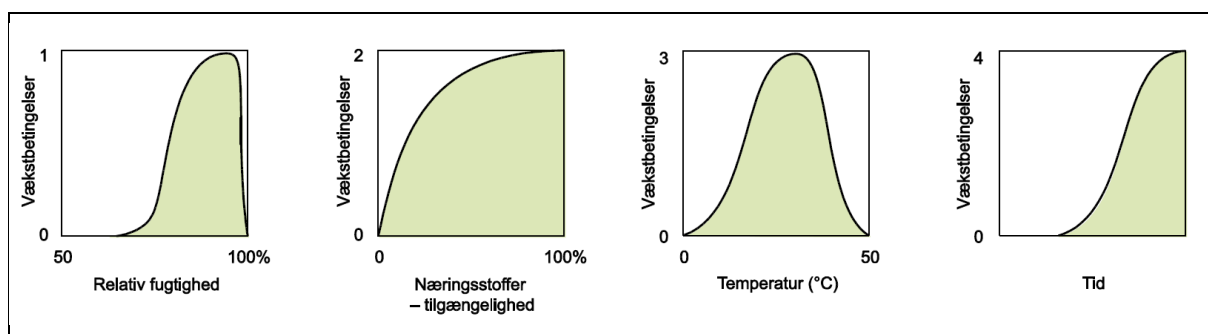 1
Vækstbetingelser
0
50
100%
Relativ fugtighed
2
Vækstbetingelser
0
0
100%
Næringsstoffer
– tilgængelighed
3
Vækstbetingelser
0
0
50
Temperatur (°C)
4
Vækstbetingelser
0
Tid